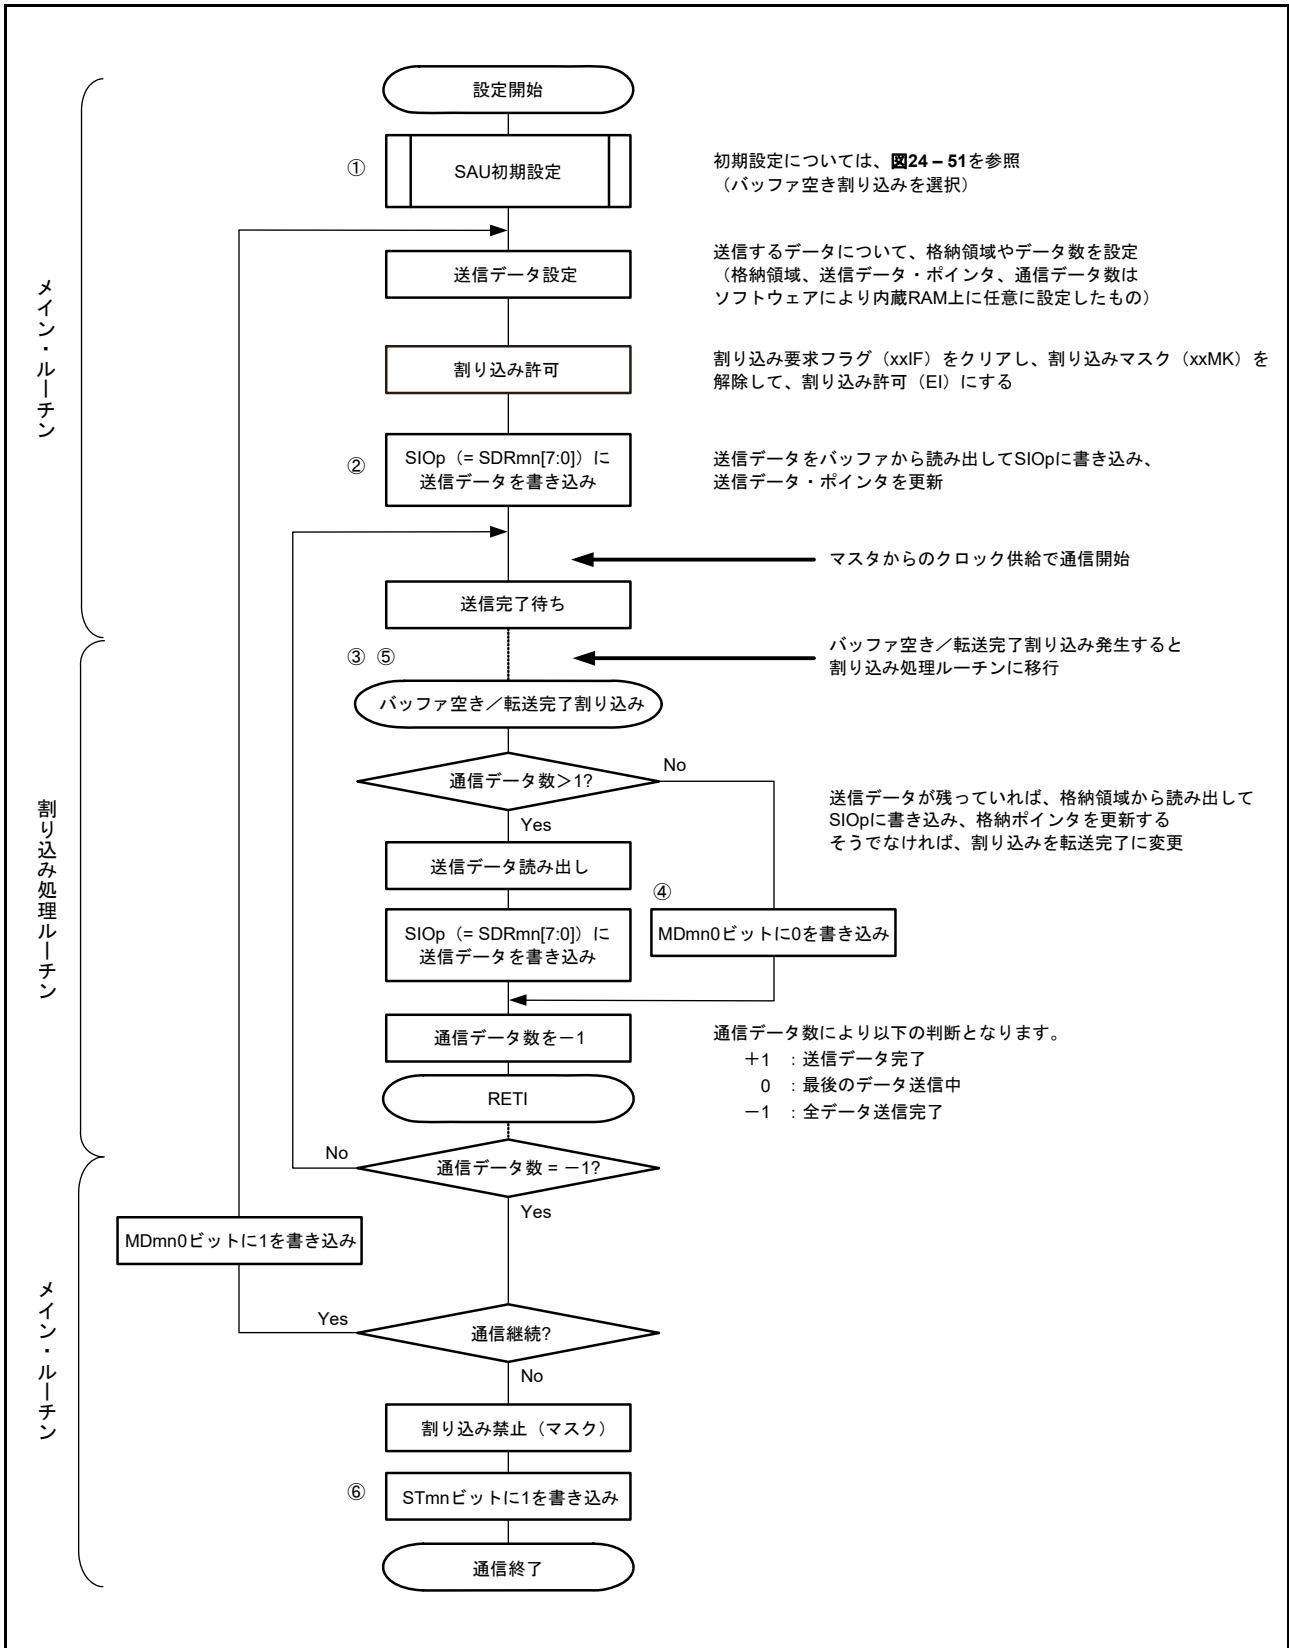 設定開始
①
SAU初期設定
初期設定については、図24－51を参照
（バッファ空き割り込みを選択）
送信データ設定
送信するデータについて、格納領域やデータ数を設定
（格納領域、送信データ・ポインタ、通信データ数は
ソフトウェアにより内蔵RAM上に任意に設定したもの）
メイン・ルーチン
割り込み許可
割り込み要求フラグ（xxIF）をクリアし、割り込みマスク（xxMK）を
解除して、割り込み許可（EI）にする
②
SIOp（= SDRmn[7:0]）に
送信データを書き込み
送信データをバッファから読み出してSIOpに書き込み、
送信データ・ポインタを更新
マスタからのクロック供給で通信開始
送信完了待ち
③ ⑤
バッファ空き／転送完了割り込み発生すると
割り込み処理ルーチンに移行
バッファ空き／転送完了割り込み
通信データ数＞1?
No
Yes
送信データが残っていれば、格納領域から読み出して
SIOpに書き込み、格納ポインタを更新する
そうでなければ、割り込みを転送完了に変更
割り込み処理ルーチン
送信データ読み出し
④
SIOp（= SDRmn[7:0]）に
送信データを書き込み
MDmn0ビットに0を書き込み
通信データ数を－1
通信データ数により以下の判断となります。
＋1 ：送信データ完了
0 ：最後のデータ送信中
－1 ：全データ送信完了
RETI
No
通信データ数 = －1?
Yes
MDmn0ビットに1を書き込み
メイン・ルーチン
Yes
通信継続?
No
割り込み禁止（マスク）
⑥
STmnビットに1を書き込み
通信終了